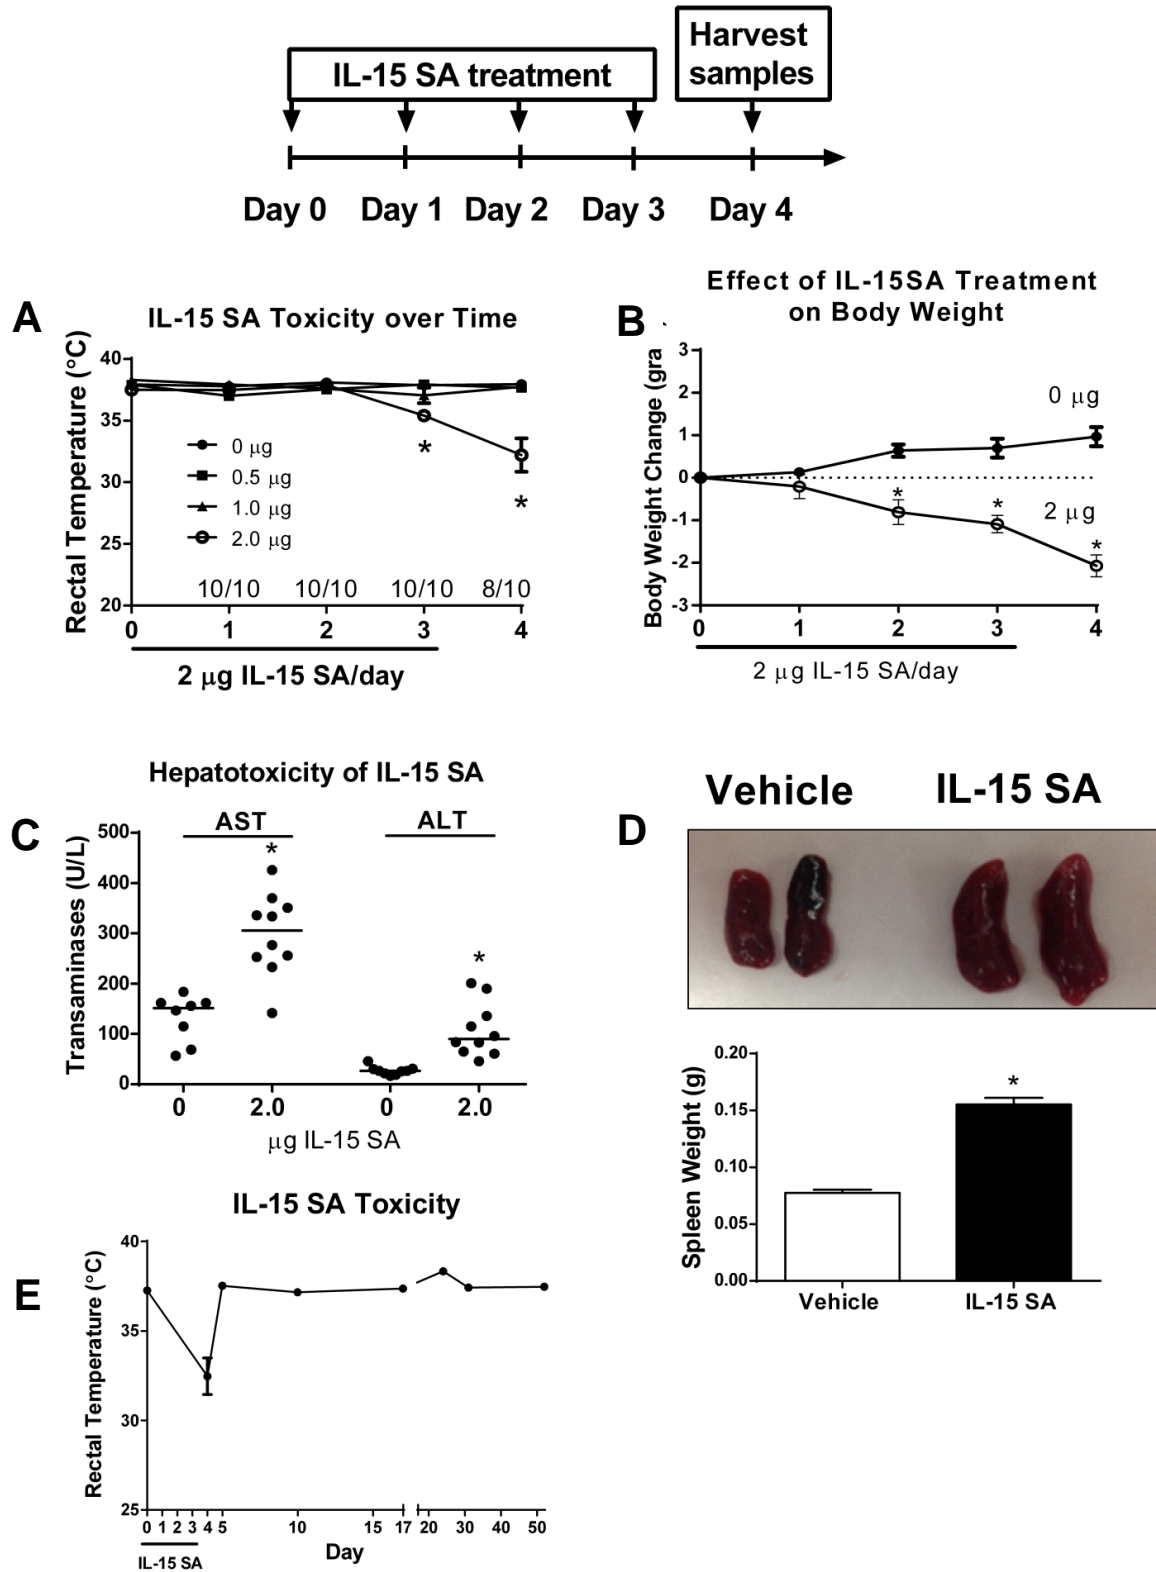 IL-15 SA treatment
Harvest
samples
Day 0 Day 1 Day 2 Day 3 Day 4
A
IL-15 SA Toxicity over Time
Rectal Temperature (°C)
40
35
30
25
20
0 μg
0.5 μg
1.0 μg
2.0 μg
10/10 10/10 10/10 8/10
* *
0 1 2 3 4
2 μg IL-15 SA/day
B
Effect of IL-15SA Treatment
on Body Weight
Body Weight Change (gra
3
2
1
0
-1
-2
-3
0 μg
2 μg
* * *
0 1 2 3 4
2 μg IL-15 SA/day
C
Hepatotoxicity of IL-15 SA
Transaminases (U/L)
500
400
300
200
100
0
AST ALT
* *
0 2.0 0 2.0
μg IL-15 SA
D
Vehicle IL-15 SA
Spleen Weight (g)
0.20
0.15
0.10
0.05
0.00
*
Vehicle IL-15 SA
E
IL-15 SA Toxicity
Rectal Temperature (°C)
40
35
30
25
0 1 2 3 4 5 10 15 17 20 30 40 50
IL-15 SA
Day